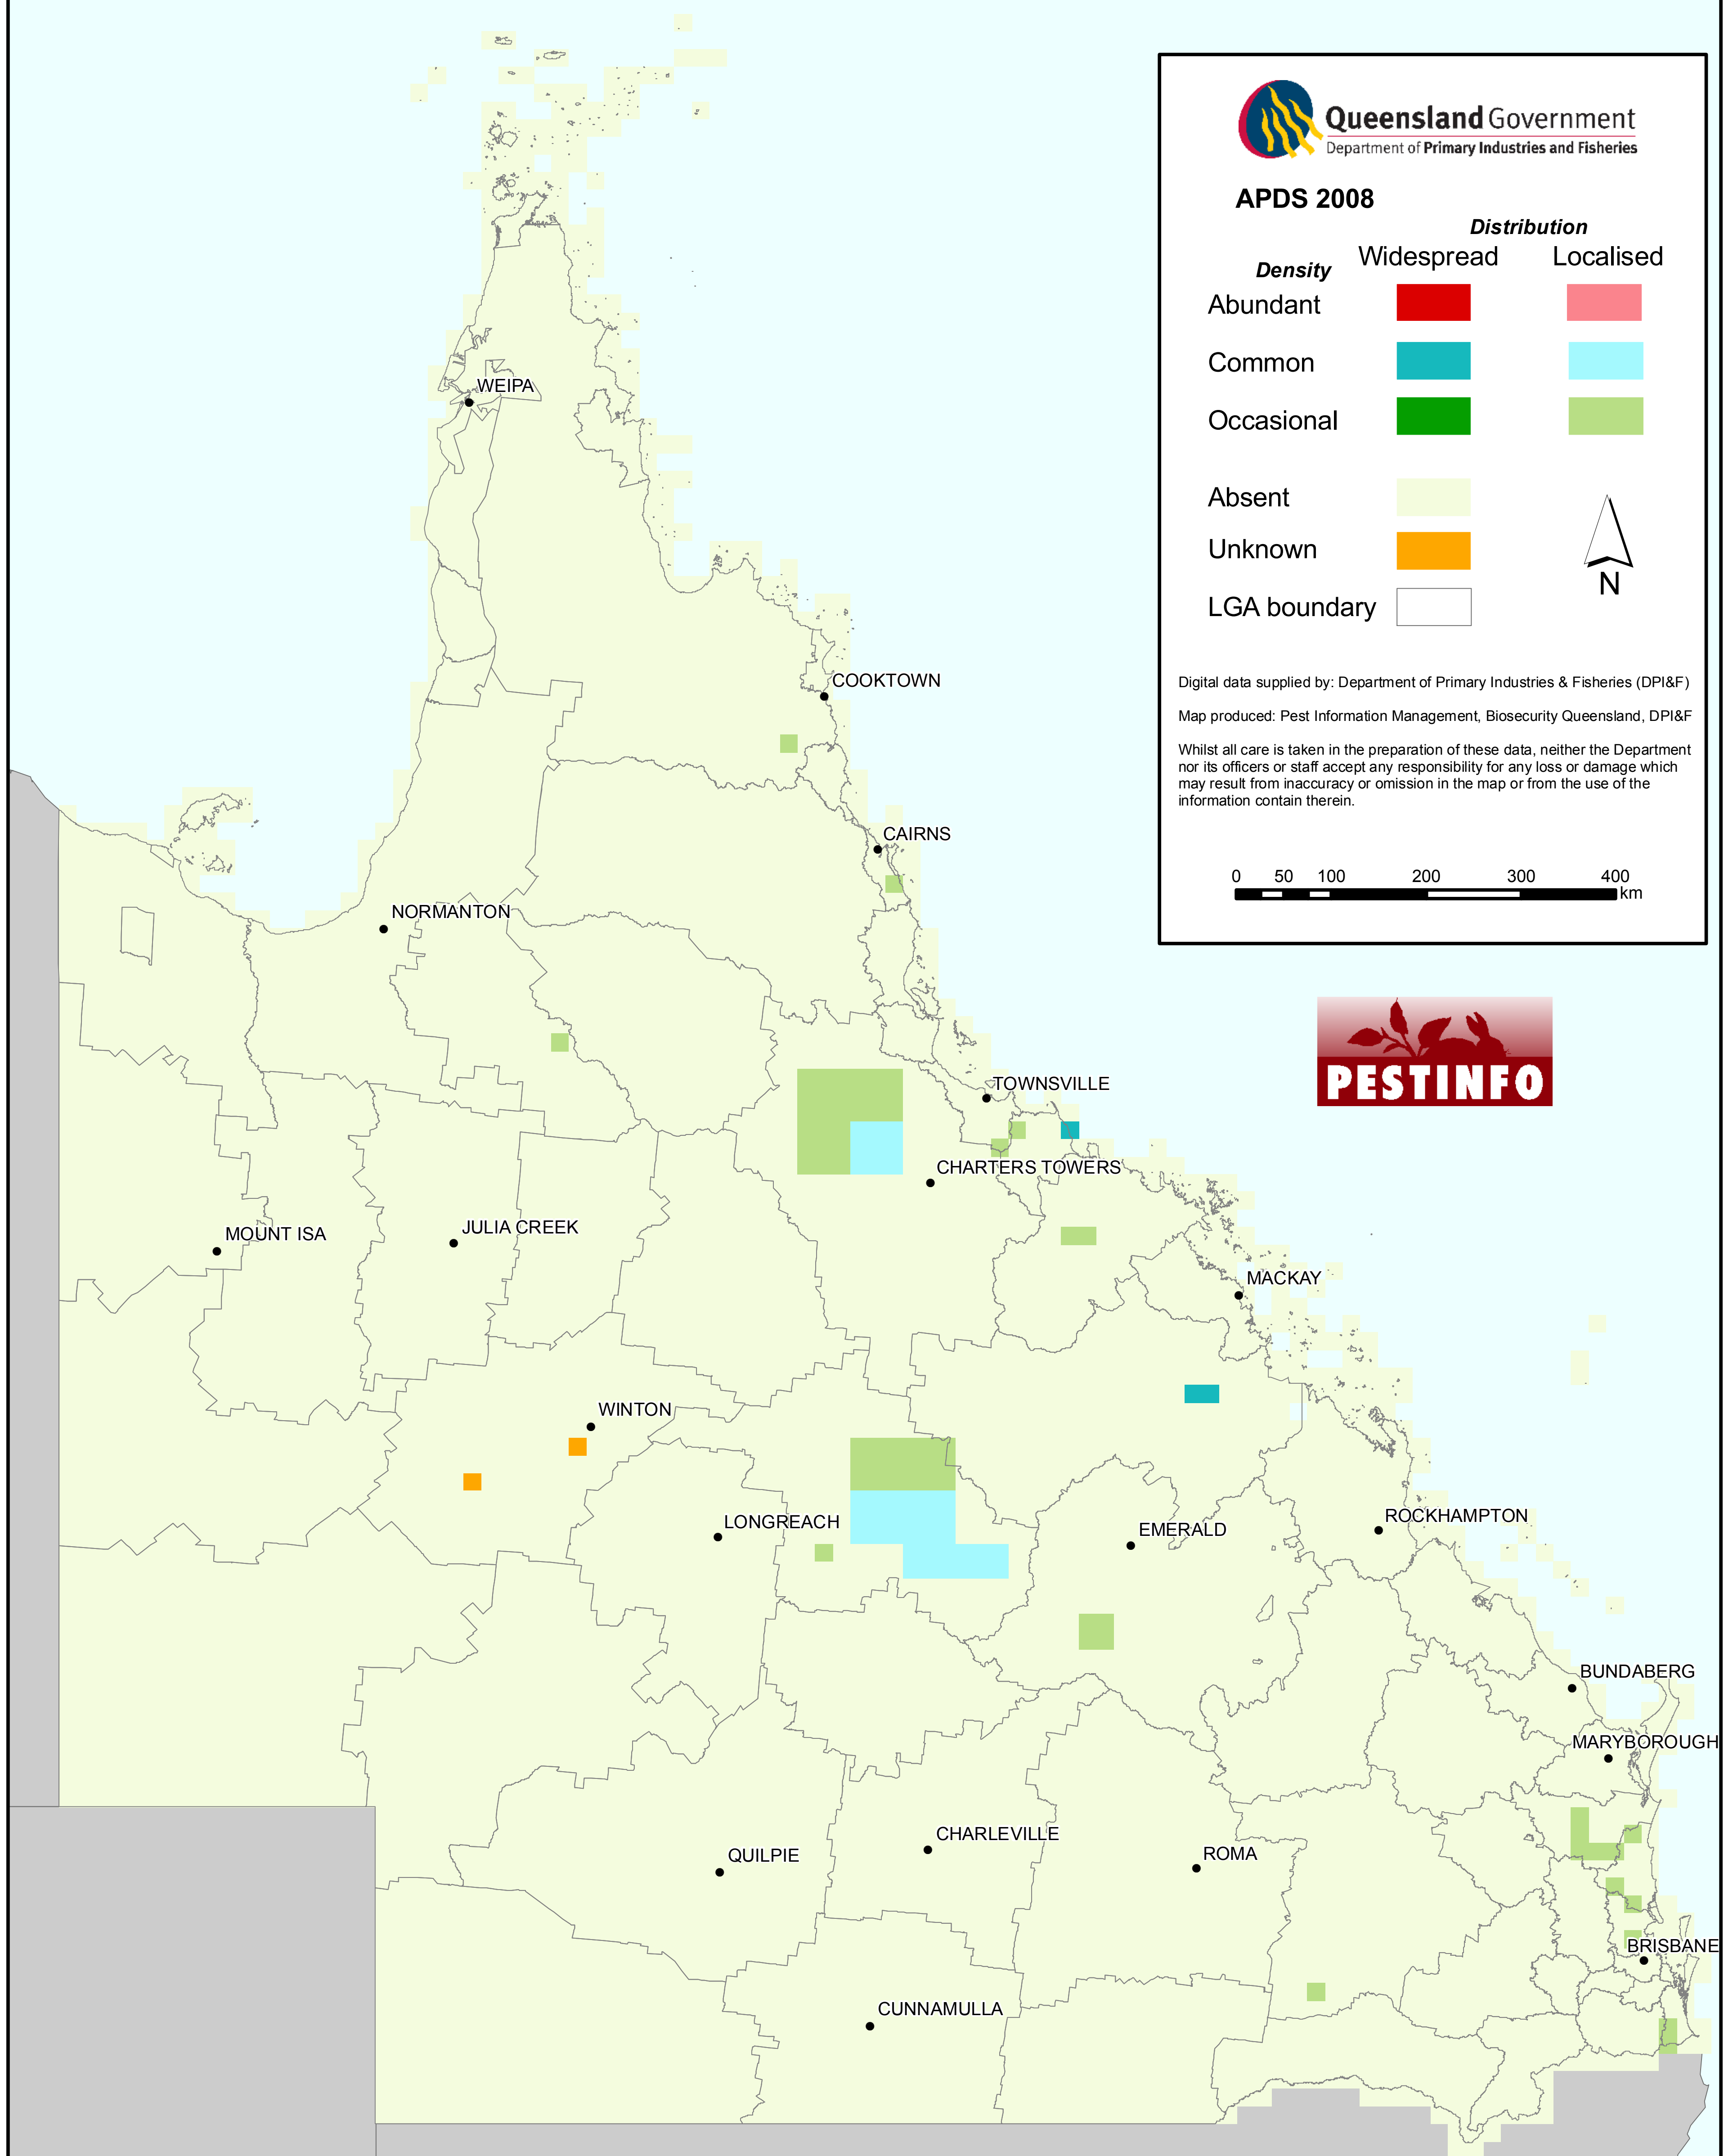 Queensland Government
Department of Primary Industries and Fisheries
APDS 2008
Distribution
Density Widespread Localised
Abundant
Common
Occasional
Absent
Unknown
N
LGA boundary
Digital data supplied by: Department of Primary Industries & Fisheries (DPI&F)
Map produced: Pest Information Management, Biosecurity Queensland, DPI&F
Whilst all care is taken in the preparation of these data, neither the Department
nor its officers or staff accept any responsibility for any loss or damage which
may result from inaccuracy or omission in the map or from the use of the
information contain therein.
0 50 100 200 300 400
km
PESTINFO
WEIPA
COOKTOWN
CAIRNS
NORMANTON
TOWNSVILLE
CHARTERS TOWERS
MOUNT ISA
JULIA CREEK
MACKAY
WINTON
LONGREACH
EMERALD
ROCKHAMPTON
BUNDABERG
MARYBOROUGH
CHARLEVILLE
QUILPIE
ROMA
BRISBANE
CUNNAMULLA